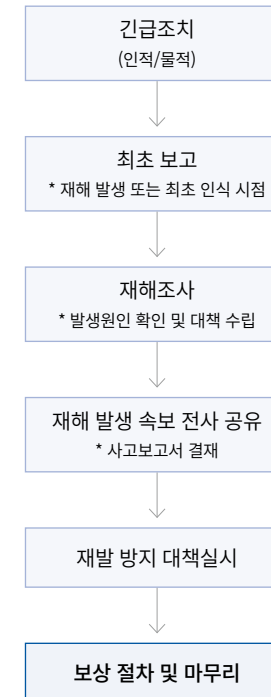 긴급조치
(인적/물적)
최초 보고
* 재해 발생 또는 최초 인식 시점
재해조사
* 발생원인 확인 및 대책 수립
재해 발생 속보 전사 공유
* 사고보고서 결재
재발 방지 대책실시
보상 절차 및 마무리